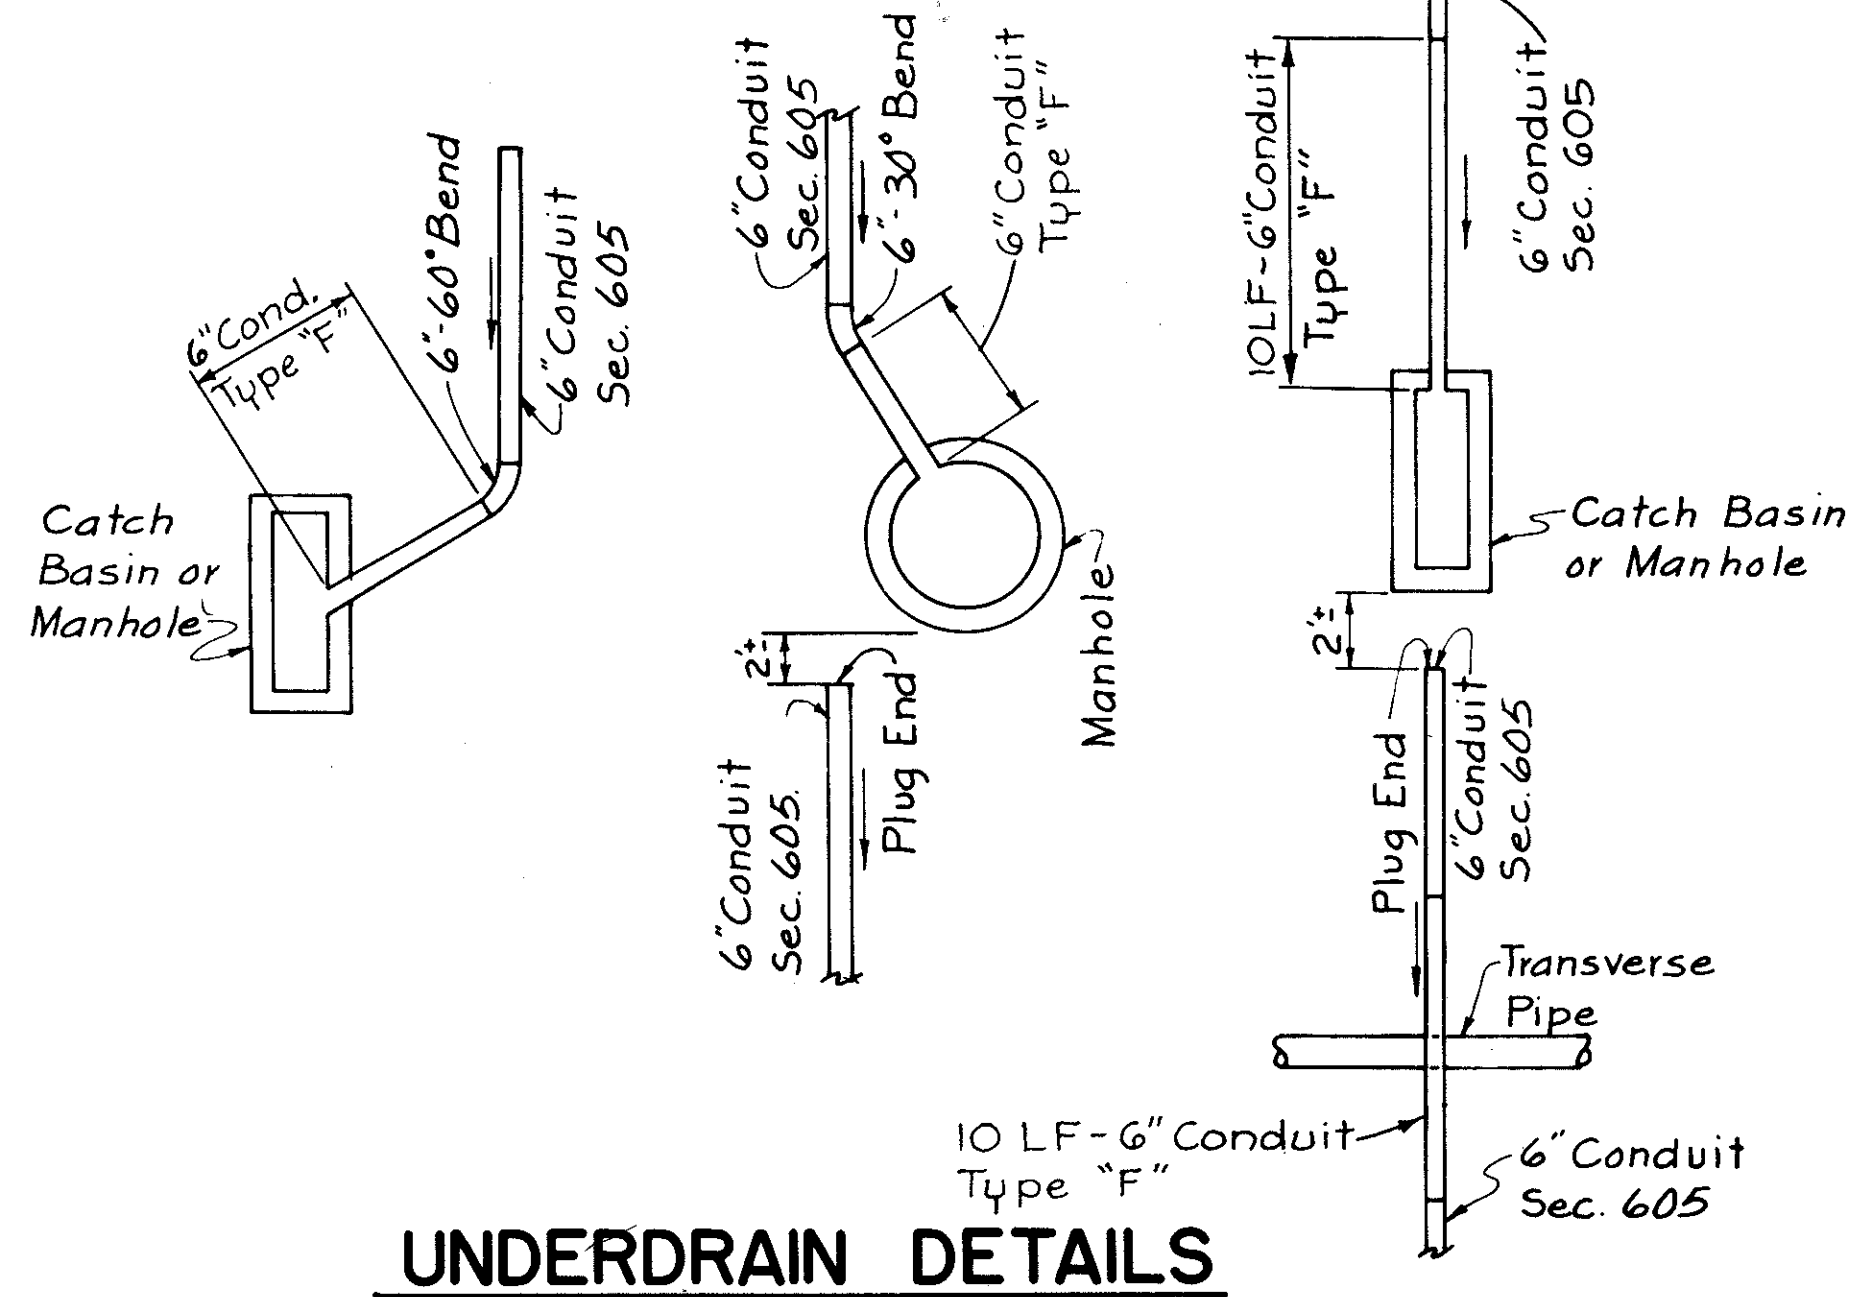 6" Cond.
Type "F"
6"-60° Bend
6" Conduit
Sec. 605
Catch
Basin or
Manhole
6" Conduit
Sec. 605
6"-30° Bend
6" Conduit
Type "F"
2'±
Plug End
6" Conduit
Sec. 605.
Manhole
10LF-6" Conduit
Type "F"
6" Conduit
Sec. 605
Catch Basin
or Manhole
2'±
Plug End
6" Conduit
Sec. 605
Transverse
Pipe
10 LF-6" Conduit
Type "F"
6" Conduit
Sec. 605
UNDERDRAIN DETAILS